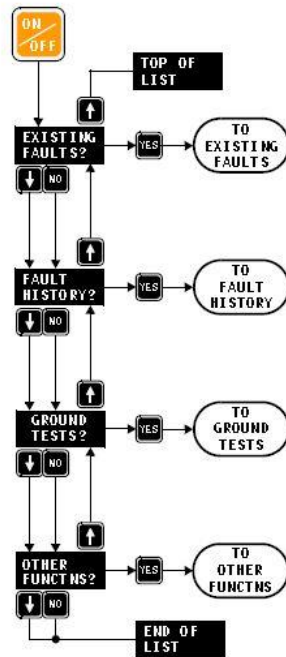 ON
OFF
TOP OF
LIST
EXISTING
FAULTS?
YES
TO
EXISTING
FAULTS
NO
FAULT
HISTORY?
YES
TO
FAULT
HISTORY
NO
GROUND
TESTS?
YES
TO
GROUND
TESTS
NO
OTHER
FUNCTNS?
YES
TO
OTHER
FUNCTNS
NO
END OF
LIST